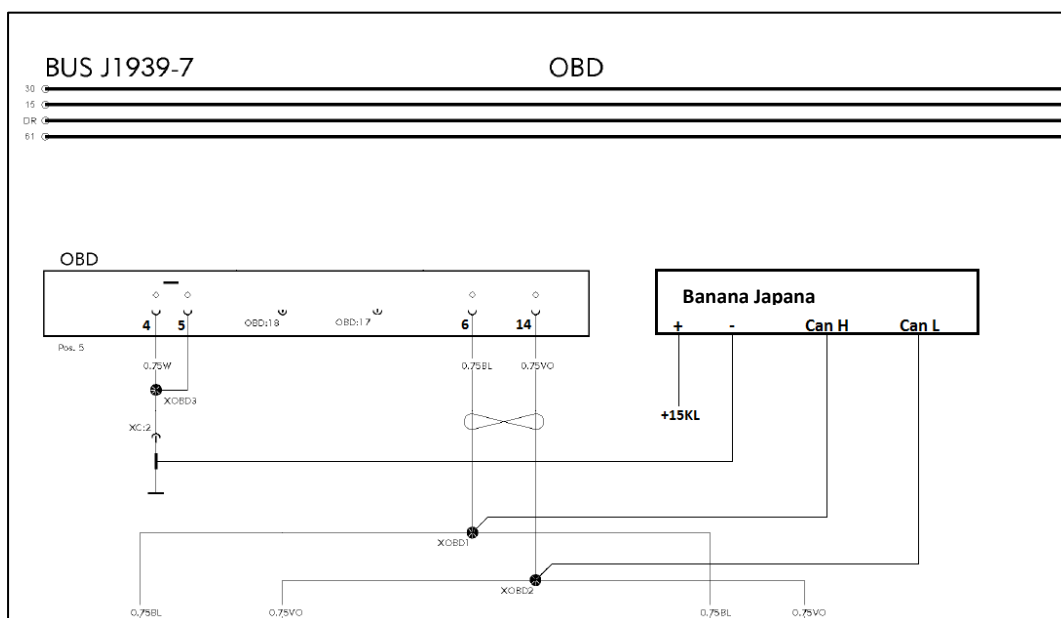 BUS J1939-7 OBD
30
15
DR
61
OBD
4 5 OBD:18 OBD:17 6 14
Pos. 5
Banana Japana
+ - Can H Can L
0.75W 0.75BL 0.75VO
XOBD3
+15KL
XC:2
XOBD1
XOBD2
0.75BL 0.75VO 0.75BL 0.75VO